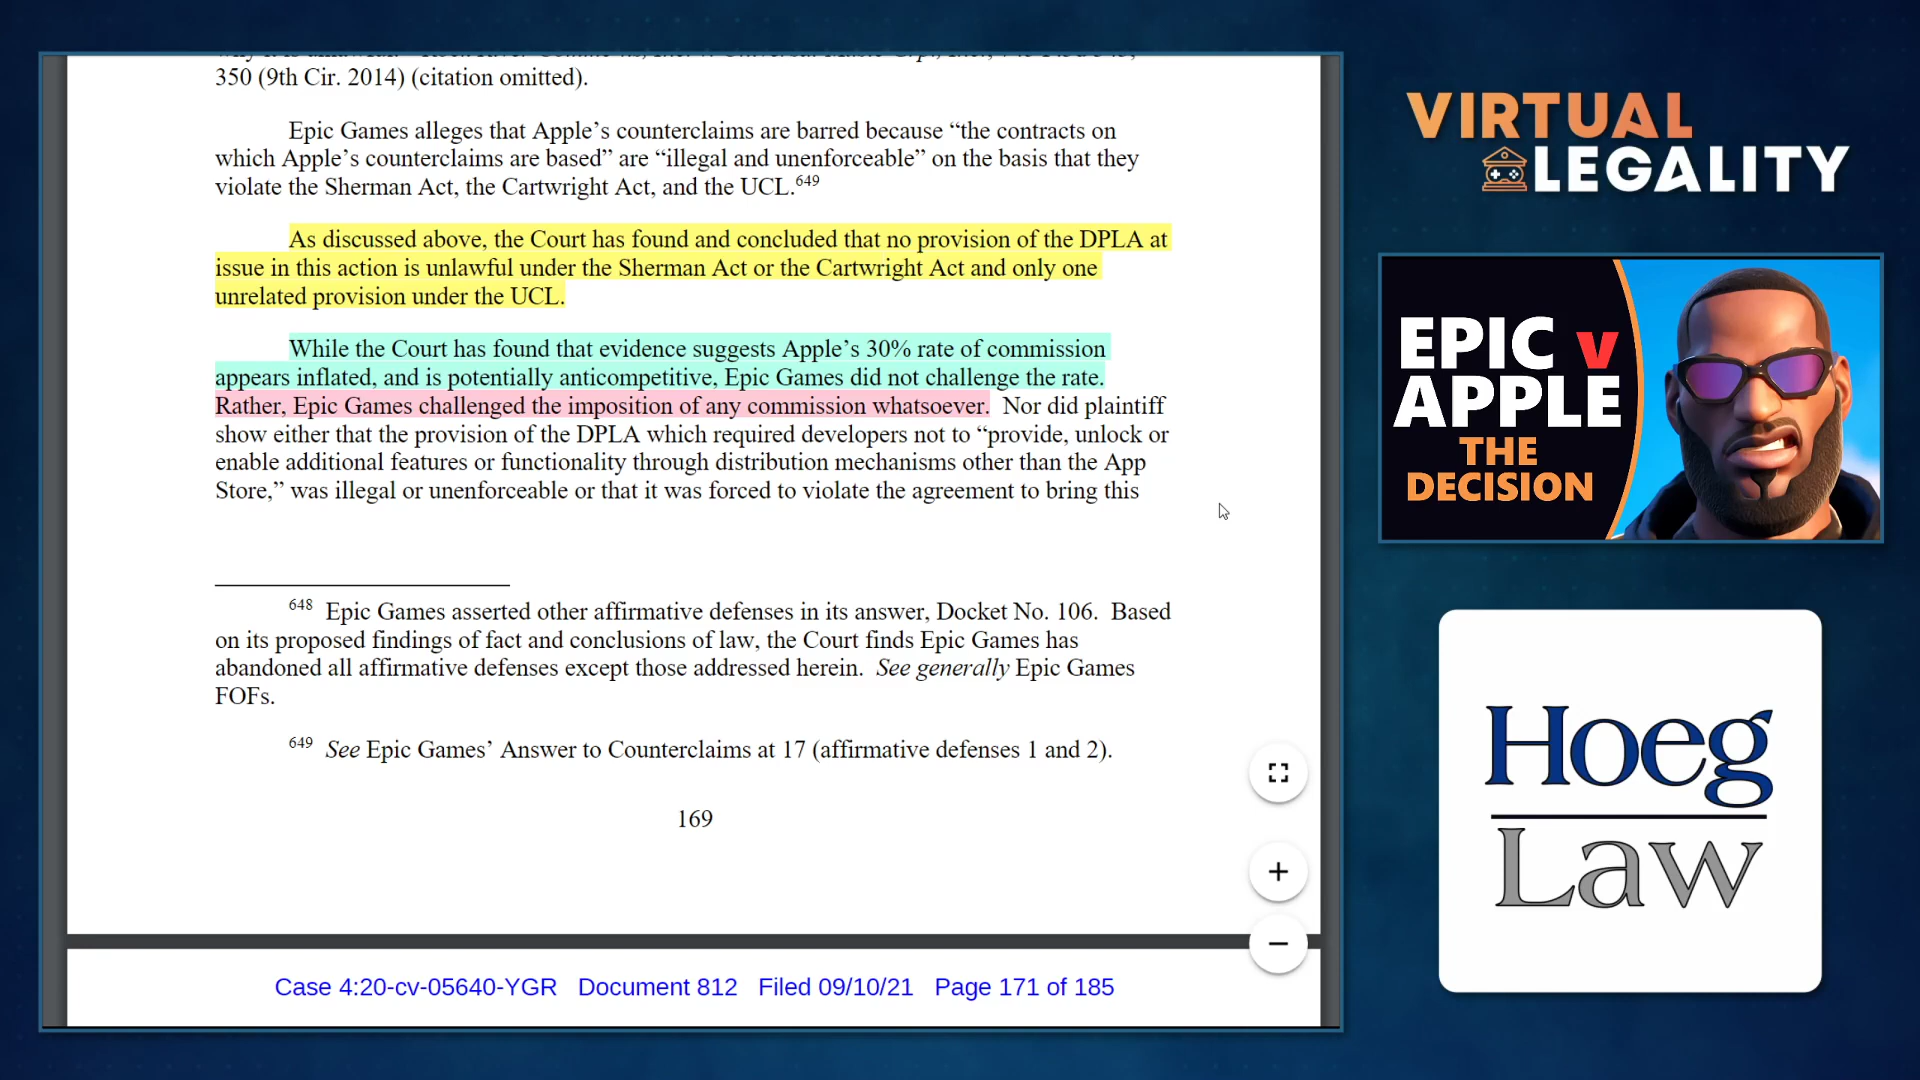 350 (9th Cir. 2014) (citation omitted).
Epic Games alleges that Apple’s counterclaims are barred because “the contracts on
which Apple’s counterclaims are based” are “illegal and unenforceable” on the basis that they
violate the Sherman Act, the Cartwright Act, and the UCL.649
As discussed above, the Court has found and concluded that no provision of the DPLA at
issue in this action is unlawful under the Sherman Act or the Cartwright Act and only one
unrelated provision under the UCL.
While the Court has found that evidence suggests Apple’s 30% rate of commission
appears inflated, and is potentially anticompetitive, Epic Games did not challenge the rate.
Rather, Epic Games challenged the imposition of any commission whatsoever. Nor did plaintiff
show either that the provision of the DPLA which required developers not to “provide, unlock or
enable additional features or functionality through distribution mechanisms other than the App
Store,” was illegal or unenforceable or that it was forced to violate the agreement to bring this
648 Epic Games asserted other affirmative defenses in its answer, Docket No. 106. Based
on its proposed findings of fact and conclusions of law, the Court finds Epic Games has
abandoned all affirmative defenses except those addressed herein. See generally Epic Games
FOFs.
649 See Epic Games’ Answer to Counterclaims at 17 (affirmative defenses 1 and 2).
169
Case 4:20-cv-05640-YGR Document 812 Filed 09/10/21 Page 171 of 185
VIRTUAL
LEGALITY
EPIC v
APPLE
THE
DECISION
Hoeg
Law